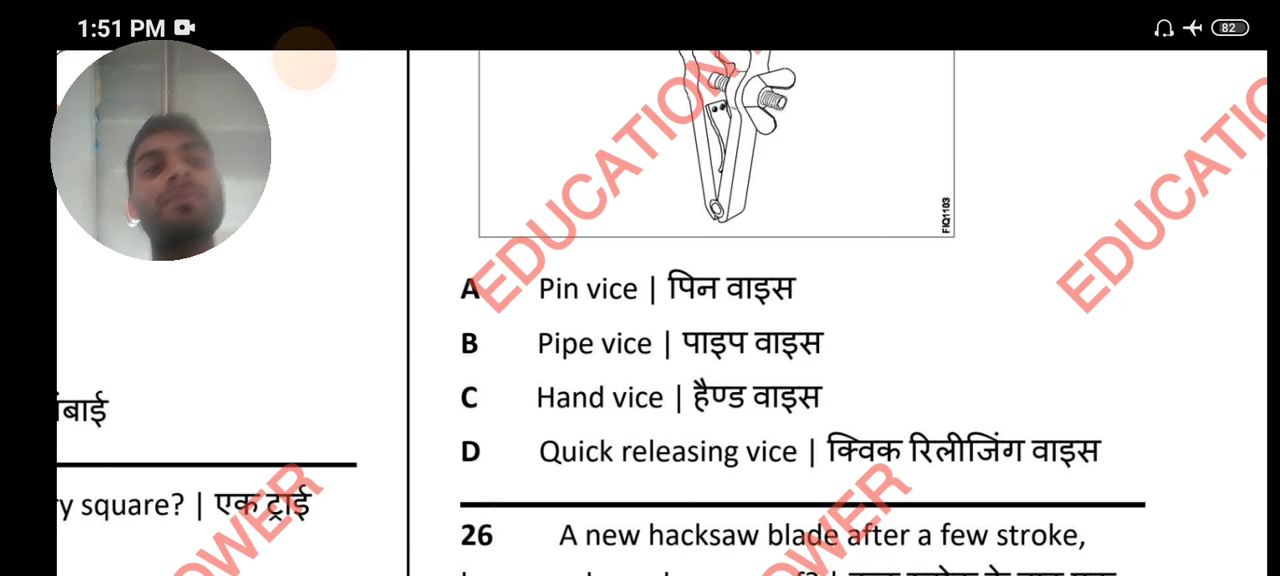 1:51 PM
82
EDUCATION
EDUCATIO
FIQ1103
A Pin vice | पिन वाइस
B Pipe vice | पाइप वाइस
C Hand vice | हैण्ड वाइस
D Quick releasing vice | क्विक रिलीजिंग वाइस
y square? | एक ट्राई
OWER
OWER
26 A new hacksaw blade after a few stroke,